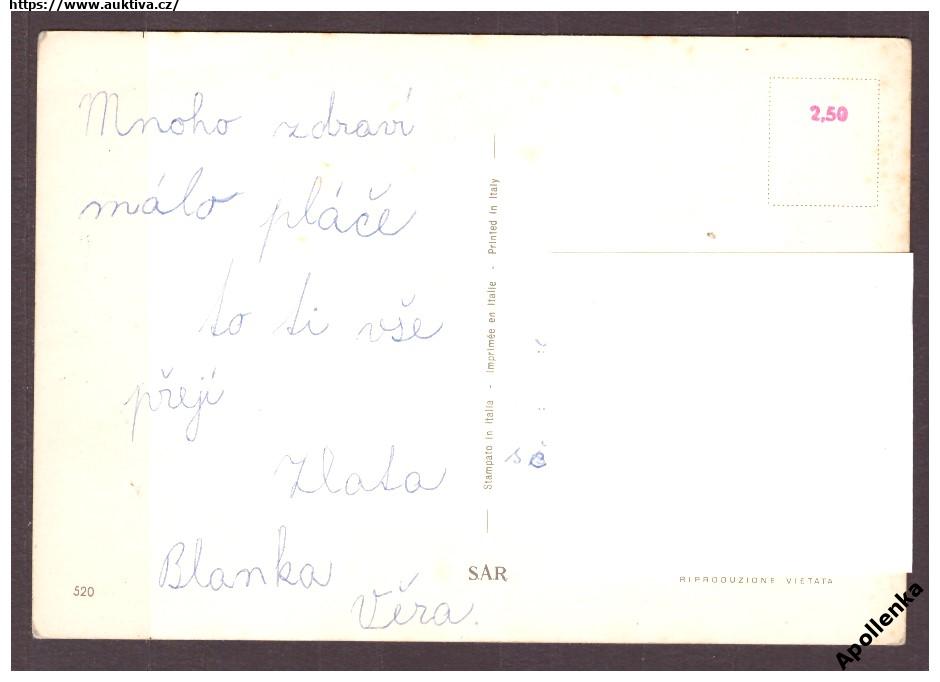 https://www.auktiva.cz/
Mnoho zdraví
málo pláče
to ti vše
přejí
Zlata
Blanka
Věra.
520
Stampato in Italia - Imprimée en Italie - Printed in Italy
SAR
2,50
RIPRODUZIONE VIETATA
Apollenka